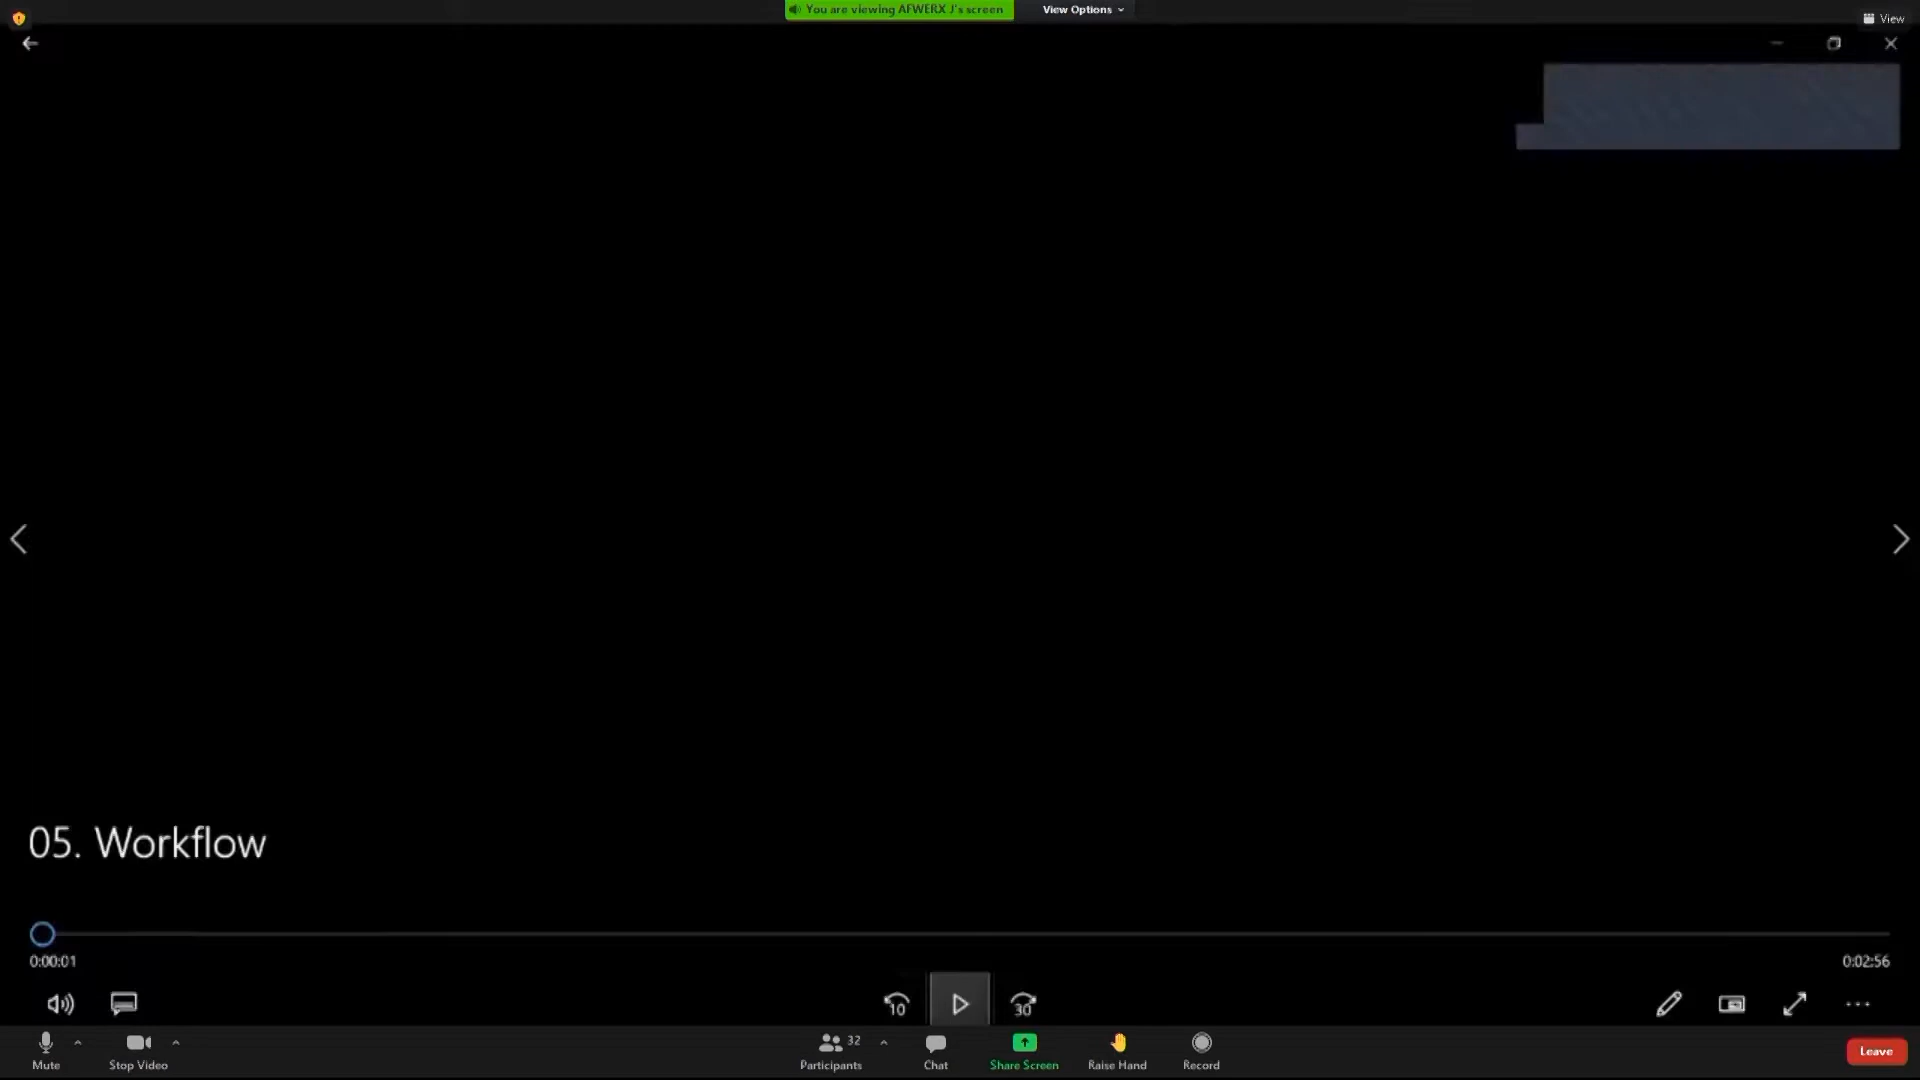 You are viewing AFWERX J's screen
View Options
View
05. Workflow
0:00:01
0:02:56
10
30
Mute
Stop Video
32
Participants
Chat
Share Screen
Raise Hand
Record
Leave